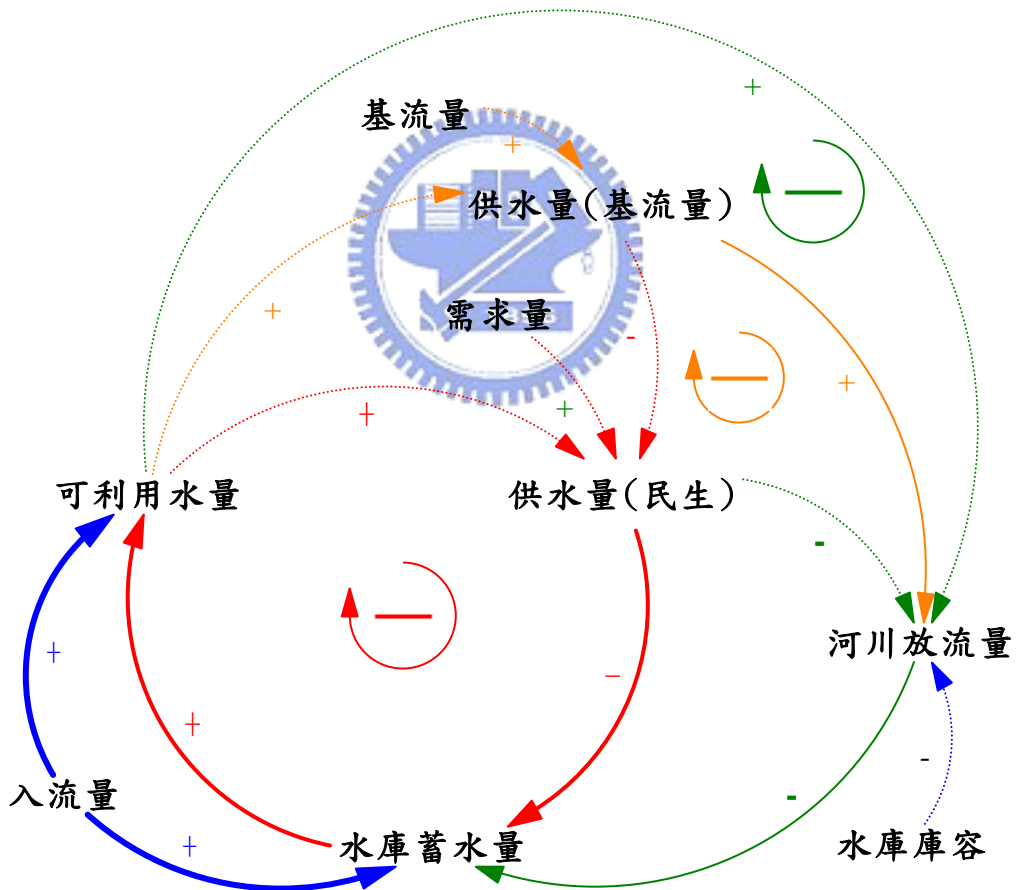 +
基流量
+
供水量(基流量)
+
需求量
-
+
+
+
可利用水量
供水量(民生)
-
河川放流量
+
-
+
-
-
入流量
+
水庫蓄水量
水庫庫容